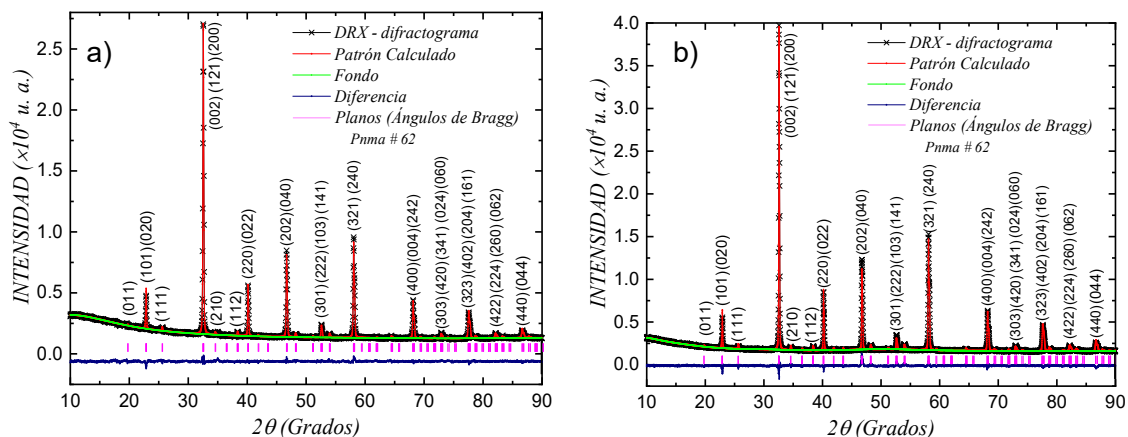 a)
DRX - difractograma
Patrón Calculado
Fondo
Diferencia
Planos (Ángulos de Bragg)
Pnma # 62
INTENSIDAD (×10⁴ u. a.)
2.5
2.0
1.5
1.0
0.5
0.0
(011)
(101)(020)
(111)
(002) (121)(200)
(210)
(112)
(220) (022)
(202)(040)
(301)(222)(103) (141)
(321) (240)
(400)(004)(242)
(303) (420) (341) (024)(060)
(323)(402) (204) (161)
(422) (224) (260) (062)
(440) (044)
10 20 30 40 50 60 70 80 90
2θ (Grados)
b)
DRX - difractograma
Patrón Calculado
Fondo
Diferencia
Planos (Ángulos de Bragg)
Pnma # 62
INTENSIDAD (×10⁴ u. a.)
4.0
3.5
3.0
2.5
2.0
1.5
1.0
0.5
0.0
(011)
(101)(020)
(111)
(002) (121)(200)
(210)
(112)
(220)(022)
(202)(040)
(301)(222)(103) (141)
(321) (240)
(400)(004)(242)
(303)(420) (341) (024)(060)
(323)(402)(204) (161)
(422) (224) (260) (062)
(440)(044)
10 20 30 40 50 60 70 80 90
2θ (Grados)